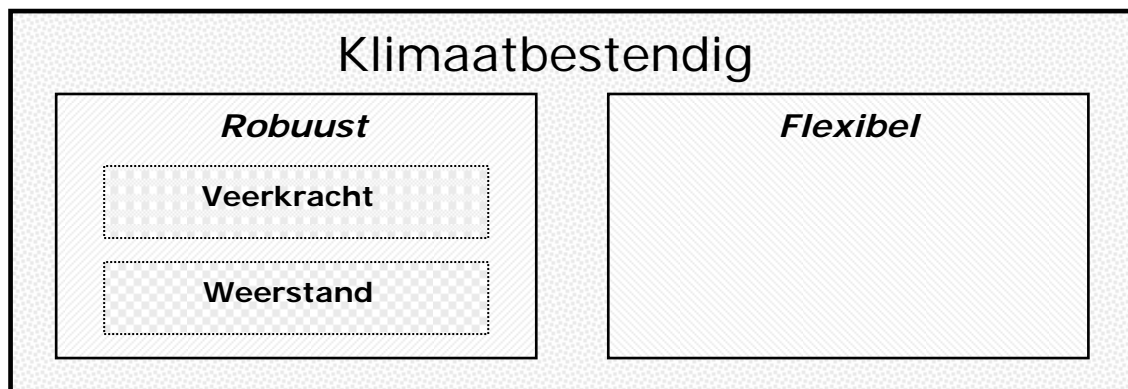 Klimaatbestendig
Robuust
Veerkracht
Weerstand
Flexibel